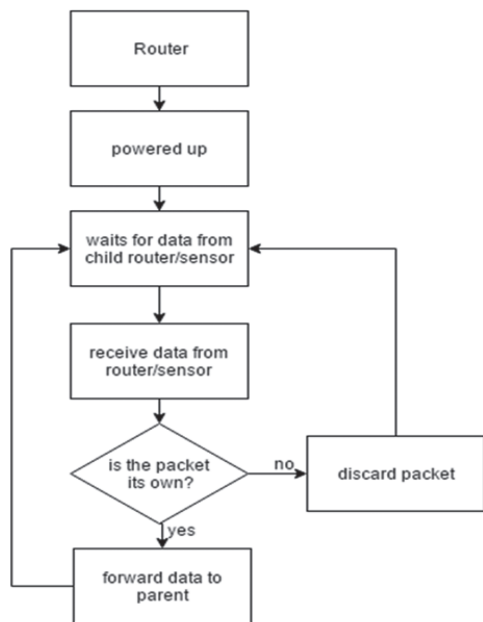 Router
powered up
waits for data from
child router/sensor
receive data from
router/sensor
is the packet
its own?
no
discard packet
yes
forward data to
parent